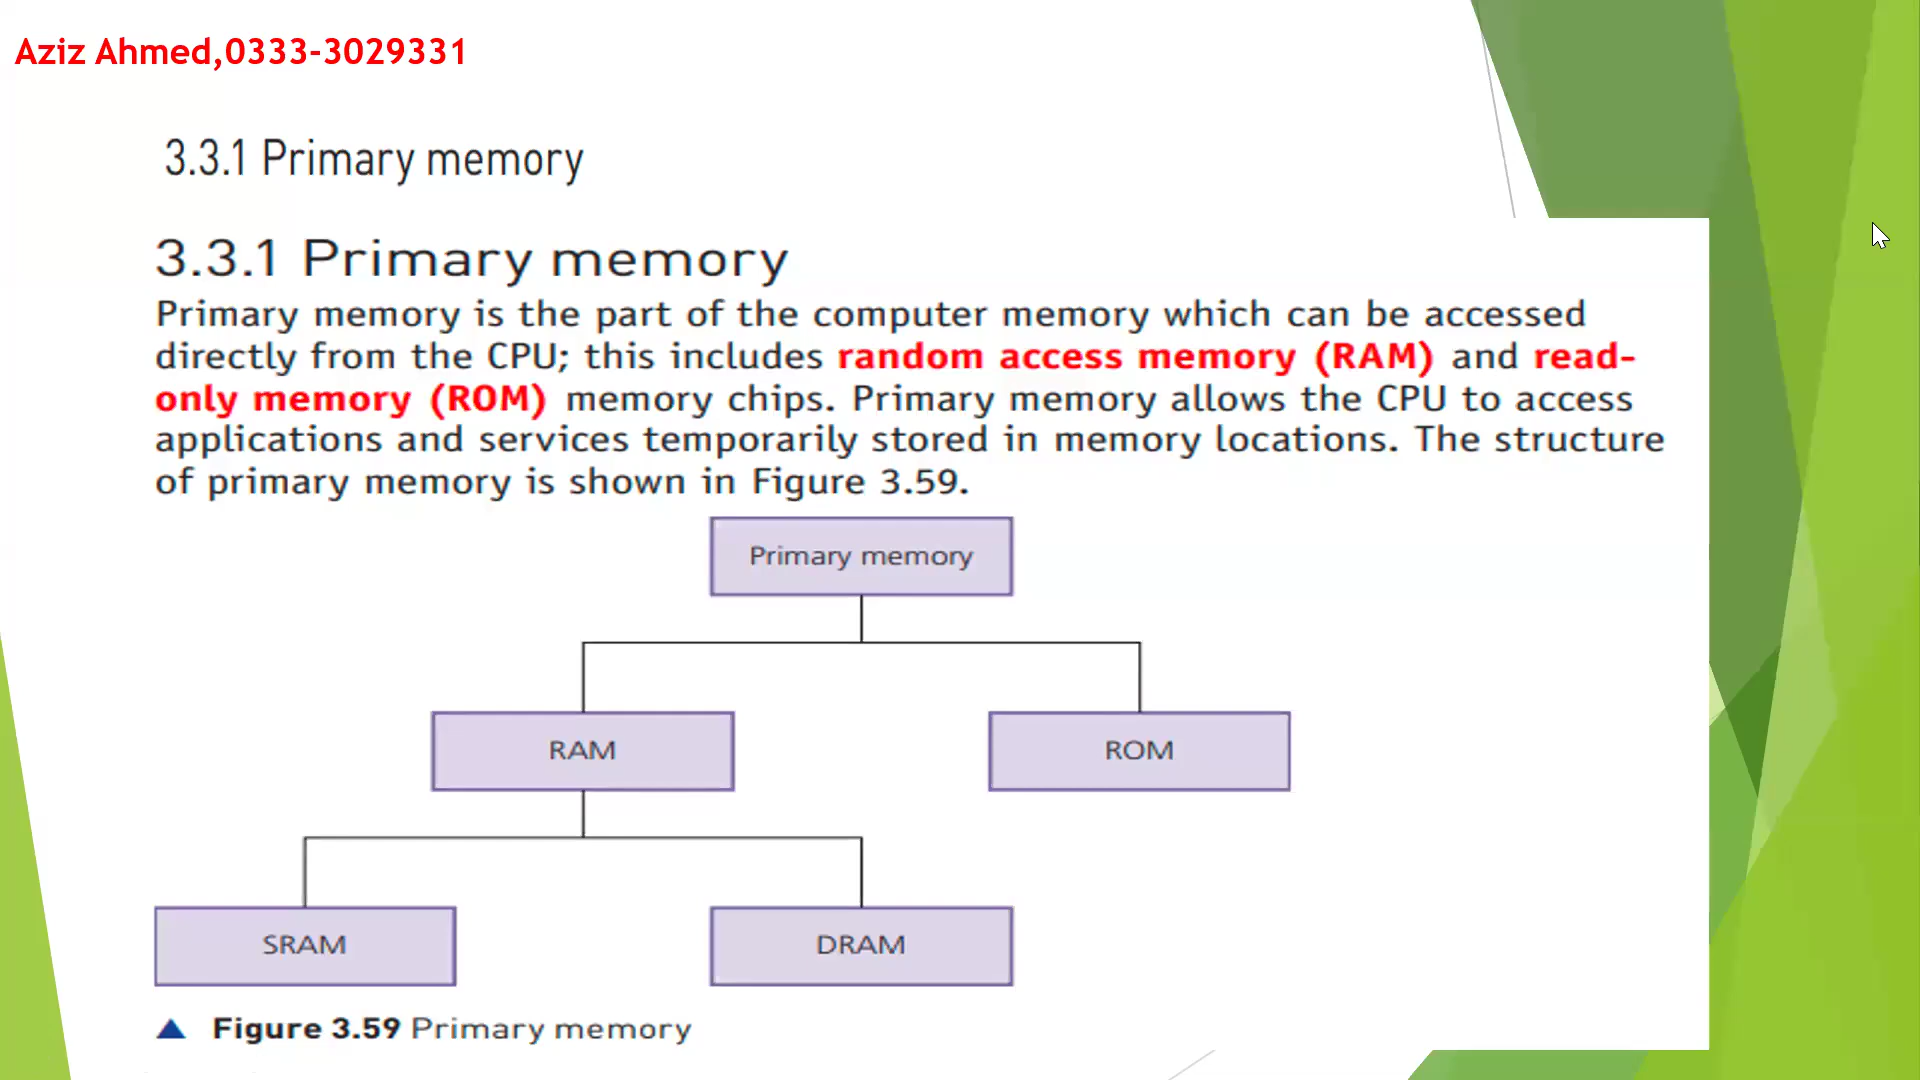 Aziz Ahmed,0333-3029331
3.3.1 Primary memory
3.3.1 Primary memory
Primary memory is the part of the computer memory which can be accessed
directly from the CPU; this includes random access memory (RAM) and read-
only memory (ROM) memory chips. Primary memory allows the CPU to access
applications and services temporarily stored in memory locations. The structure
of primary memory is shown in Figure 3.59.
Primary memory
RAM
ROM
SRAM
DRAM
Figure 3.59 Primary memory